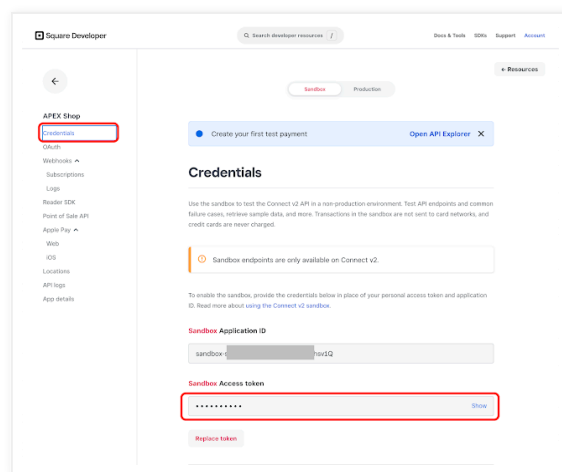 Square Developer
Search developer resources /
Docs & Tools SDKs Support Account
← Resources
Sandbox Production
APEX Shop
Credentials
OAuth
Webhooks
Subscriptions
Logs
Reader SDK
Point of Sale API
Apple Pay
Web
iOS
Locations
API logs
App details
Create your first test payment Open API Explorer X
Credentials
Use the sandbox to test the Connect v2 API in a non-production environment. Test API endpoints and common
failure cases, retrieve sample data, and more. Transactions in the sandbox are not sent to card networks, and
credit cards are never charged.
Sandbox endpoints are only available on Connect v2.
To enable the sandbox, provide the credentials below in place of your personal access token and application
ID. Read more about using the Connect v2 sandbox.
Sandbox Application ID
sandbox- hsv1Q
Sandbox Access token
•••••••••• Show
Replace token